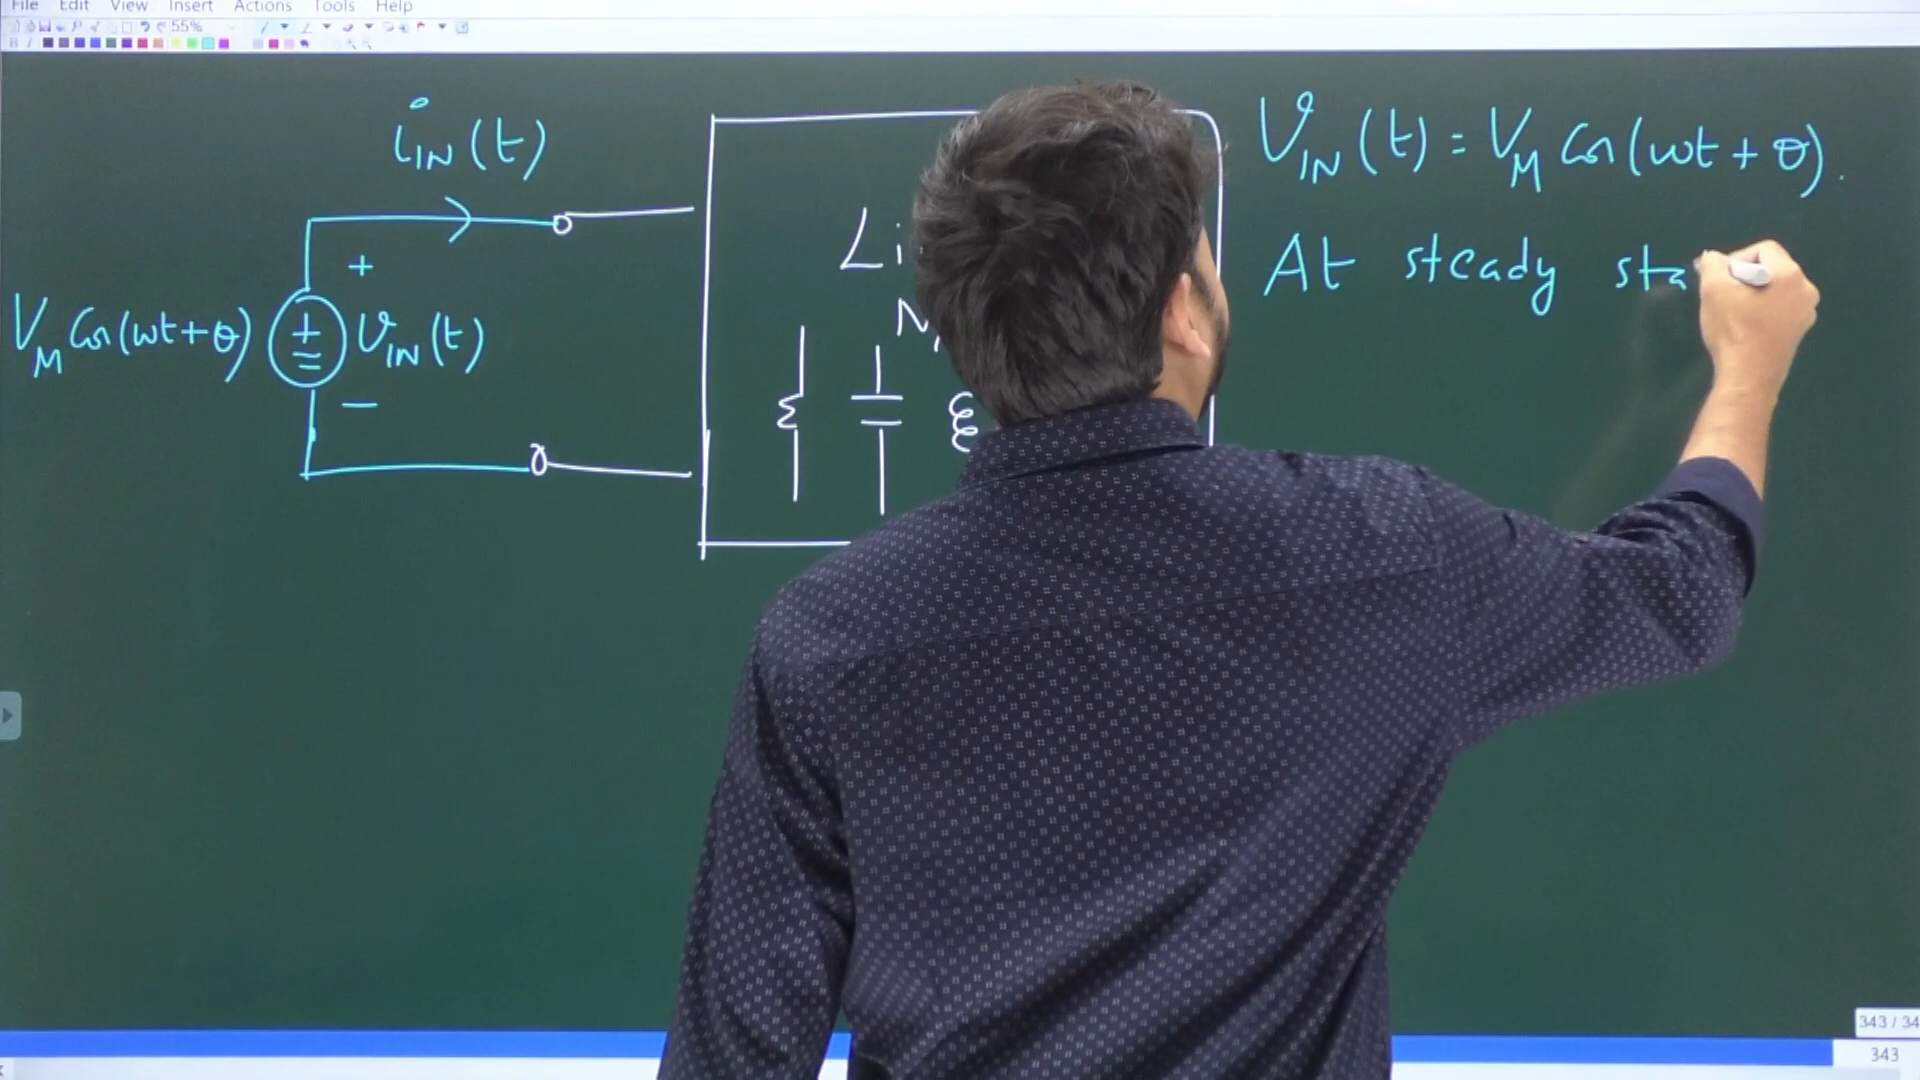 File Edit View Insert Actions Tools Help
55%
i_IN(t)
V_M Cos(ωt+θ)
+
−
V_IN(t)
Li
N
V_IN(t) = V_M Cos(ωt + θ).
At steady sta
343 / 34
343